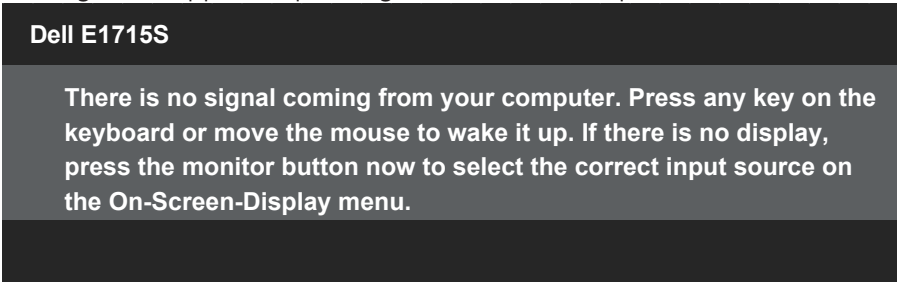 Dell E1715S
There is no signal coming from your computer. Press any key on the
keyboard or move the mouse to wake it up. If there is no display,
press the monitor button now to select the correct input source on
the On-Screen-Display menu.